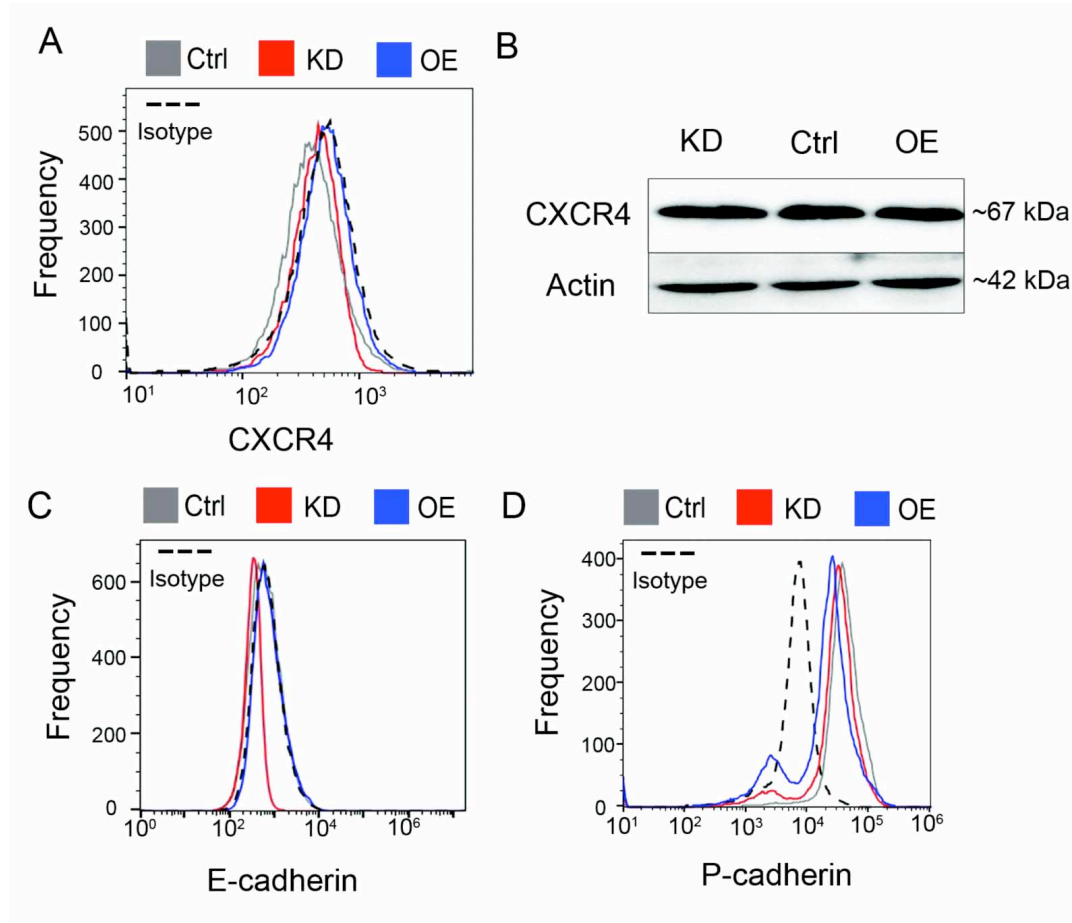 A
Ctrl KD OE
Isotype
Frequency
500
400
300
200
100
0
10¹ 10² 10³
CXCR4
B
KD Ctrl OE
CXCR4 ~67 kDa
Actin ~42 kDa
C
Ctrl KD OE
Isotype
Frequency
600
400
200
0
10⁰ 10² 10⁴ 10⁶
E-cadherin
D
Ctrl KD OE
Isotype
Frequency
400
300
200
100
0
10¹ 10² 10³ 10⁴ 10⁵ 10⁶
P-cadherin